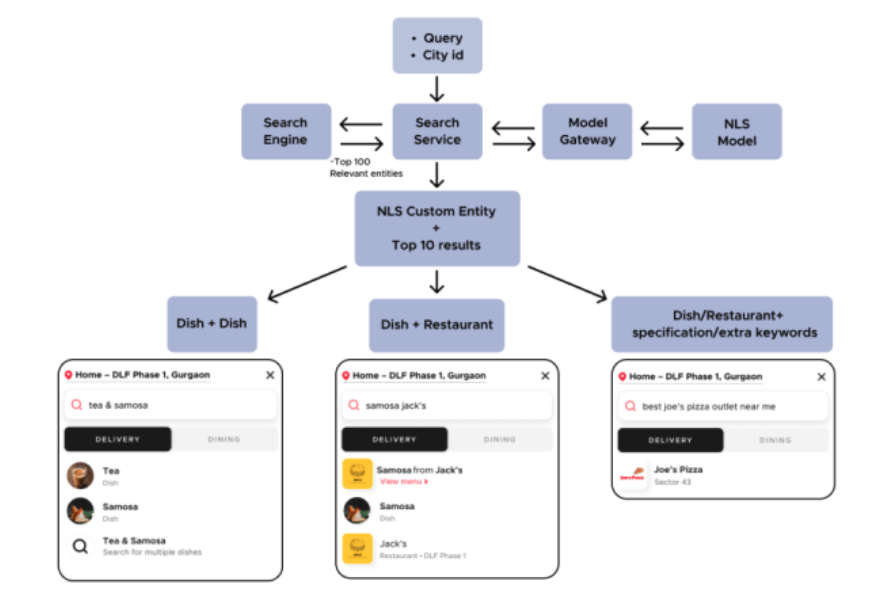 • Query
• City id
Search
Engine
Search
Service
Model
Gateway
NLS
Model
~Top 100
Relevant entities
NLS Custom Entity
+
Top 10 results
Dish + Dish
Dish + Restaurant
Dish/Restaurant+
specification/extra keywords
Home – DLF Phase 1, Gurgaon
tea & samosa
DELIVERY DINING
Tea
Dish
Samosa
Dish
Tea & Samosa
Search for multiple dishes
Home – DLF Phase 1, Gurgaon
samosa jack's
DELIVERY DINING
Samosa from Jack's
View menu
Samosa
Dish
Jack's
Restaurant • DLF Phase 1
Home – DLF Phase 1, Gurgaon
best joe's pizza outlet near me
DELIVERY DINING
Joe's Pizza
Sector 43